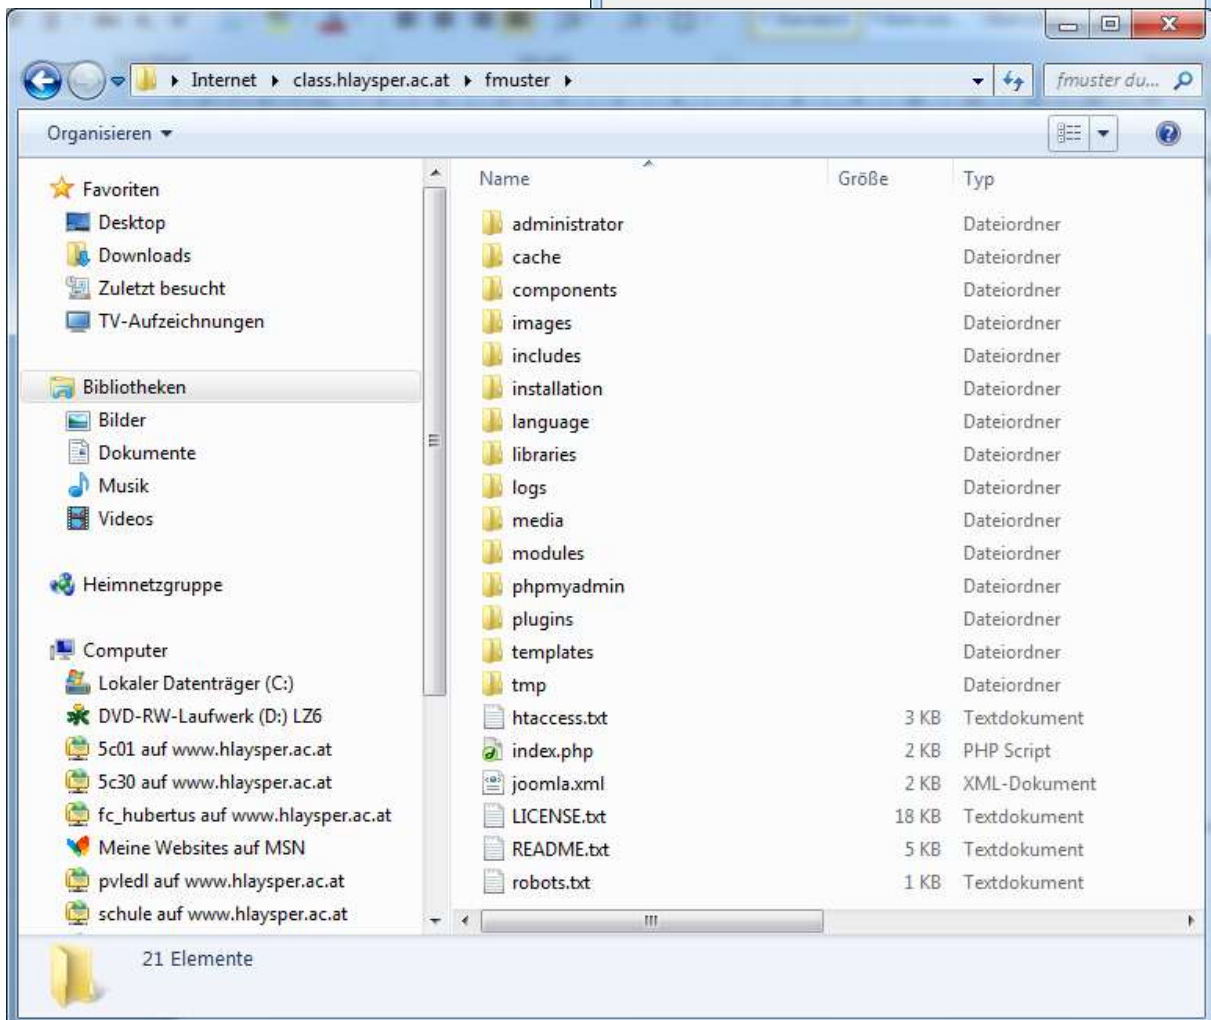 Internet class.hlaysper.ac.at fmuster fmuster du...
Organisieren
Favoriten
Desktop
Downloads
Zuletzt besucht
TV-Aufzeichnungen
Bibliotheken
Bilder
Dokumente
Musik
Videos
Heimnetzgruppe
Computer
Lokaler Datenträger (C:)
DVD-RW-Laufwerk (D:) LZ6
5c01 auf www.hlaysper.ac.at
5c30 auf www.hlaysper.ac.at
fc_hubertus auf www.hlaysper.ac.at
Meine Websites auf MSN
pvledl auf www.hlaysper.ac.at
schule auf www.hlaysper.ac.at
Name Größe Typ
administrator Dateiordner
cache Dateiordner
components Dateiordner
images Dateiordner
includes Dateiordner
installation Dateiordner
language Dateiordner
libraries Dateiordner
logs Dateiordner
media Dateiordner
modules Dateiordner
phpmyadmin Dateiordner
plugins Dateiordner
templates Dateiordner
tmp Dateiordner
htaccess.txt 3 KB Textdokument
index.php 2 KB PHP Script
joomla.xml 2 KB XML-Dokument
LICENSE.txt 18 KB Textdokument
README.txt 5 KB Textdokument
robots.txt 1 KB Textdokument
21 Elemente